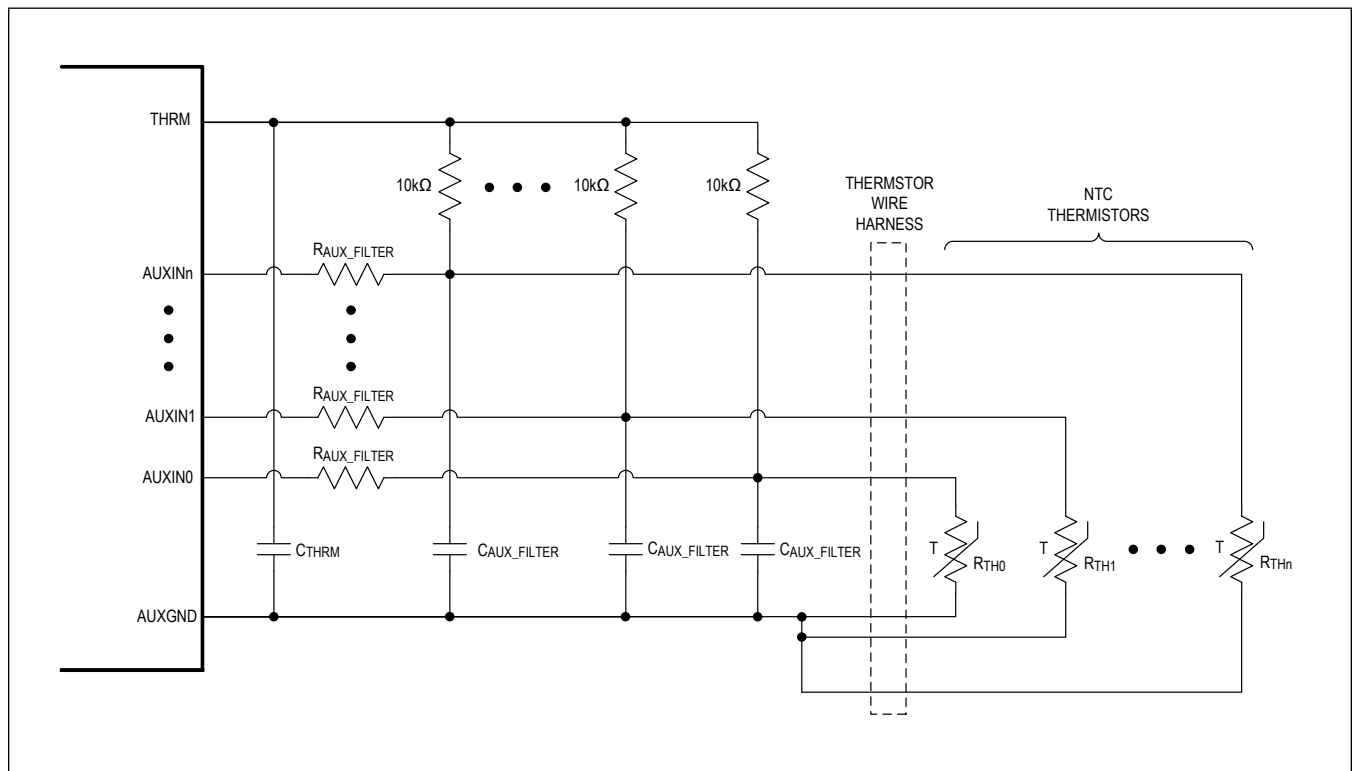 THRM
10kΩ
10kΩ
10kΩ
THERMSTOR
WIRE
HARNESS
NTC
THERMISTORS
RAUX_FILTER
AUXINn
RAUX_FILTER
AUXIN1
RAUX_FILTER
AUXIN0
CTHRM
CAUX_FILTER
CAUX_FILTER
CAUX_FILTER
T
RTH0
T
RTH1
T
RTHn
AUXGND